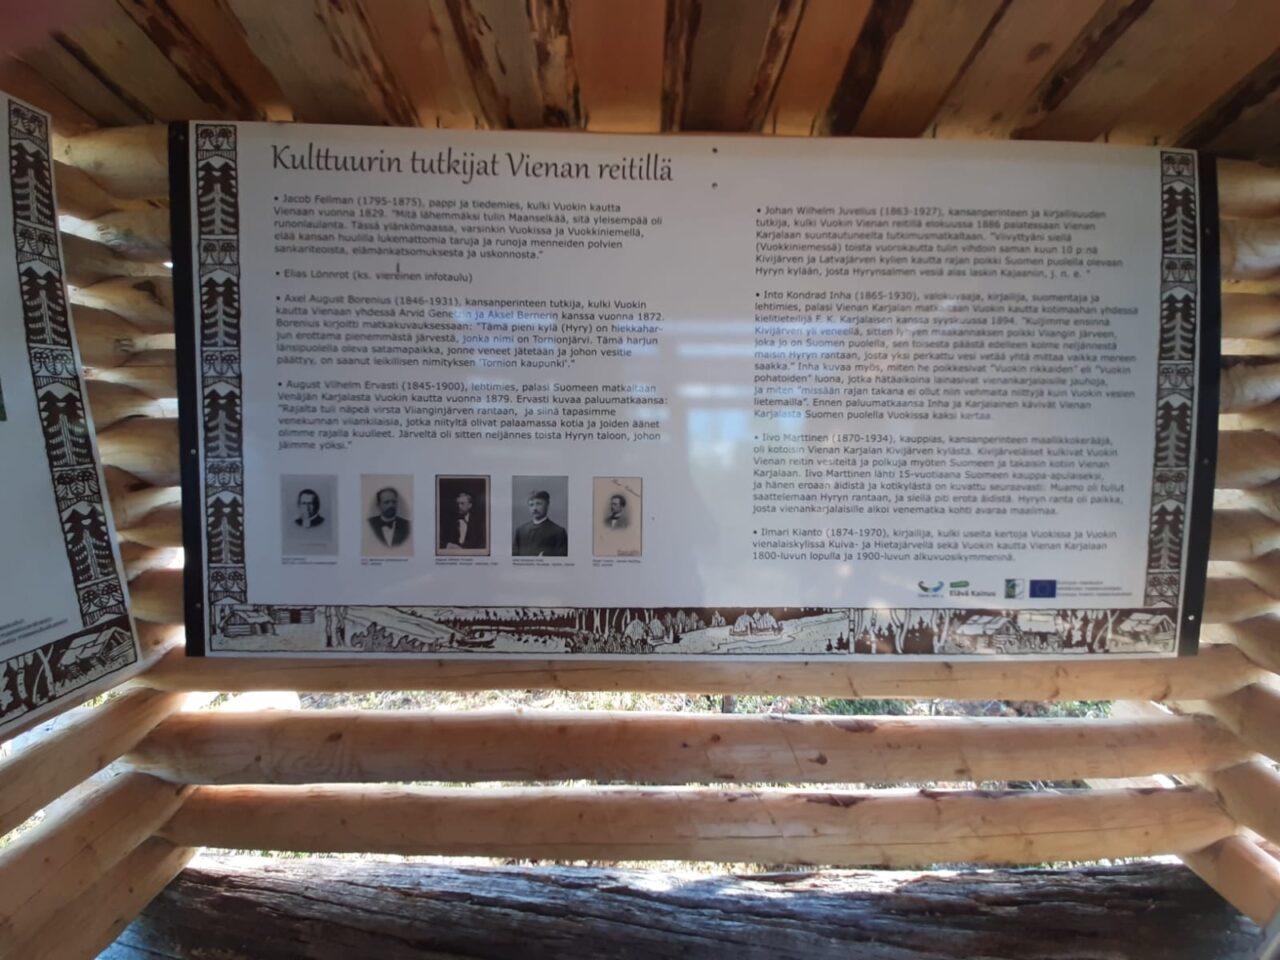 Kulttuurin tutkijat Vienan reitillä
• Jacob Fellman (1795-1875), pappi ja tiedemies, kulki Vuokin kautta
Vienaan vuonna 1829. "Mitä lähemmäksi tulin Maanselkää, sitä yleisempää oli
runonlaulanta. Tässä ylänkömaassa, varsinkin Vuokissa ja Vuokkiniemellä,
elää kansan huulilla lukemattomia taruja ja runoja menneiden polvien
sankariteoista, elämänkatsomuksesta ja uskonnosta."
• Elias Lönnrot (ks. viereinen infotaulu)
• Axel August Borenius (1846-1931), kansanperinteen tutkija, kulki Vuokin
kautta Vienaan yhdessä Arvid Genetzin ja Aksel Bernerin kanssa vuonna 1872.
Borenius kirjoitti matkakuvauksessaan: "Tämä pieni kylä (Hyry) on hiekkahar-
jun erottama pienemmästä järvestä, jonka nimi on Tornionjärvi. Tämä harjun
länsipuolella oleva satamapaikka, jonne veneet jätetään ja johon vesitie
päättyy, on saanut leikillisen nimityksen 'Tornion kaupunki'."
• August Vilhelm Ervasti (1845-1900), lehtimies, palasi Suomeen matkaltaan
Venäjän Karjalasta Vuokin kautta vuonna 1879. Ervasti kuvaa paluumatkaansa:
"Rajalta tuli näpeä virsta Viianginjärven rantaan, ja siinä tapasimme
venekunnan viiankilaisia, jotka niityltä olivat palaamassa kotia ja joiden äänet
olimme rajalla kuulleet. Järveltä oli sitten neljännes toista Hyryn taloon, johon
jäimme yöksi."
• Johan Wilhelm Juvelius (1863-1927), kansanperinteen ja kirjallisuuden
tutkija, kulki Vuokin Vienan reitillä elokuussa 1886 palatessaan Vienan
Karjalaan suuntautuneelta tutkimusmatkaltaan. "Viivyttyäni siellä
(Vuokkiniemessä) toista vuorokautta tulin vihdoin saman kuun 10 p:nä
Kivijärven ja Latvajärven kylien kautta rajan poikki Suomen puolella olevaan
Hyryn kylään, josta Hyrynsalmen vesiä alas laskin Kajaaniin, j. n. e. "
• Into Kondrad Inha (1865-1930), valokuvaaja, kirjailija, suomentaja ja
lehtimies, palasi Vienan Karjalan matkaltaan Vuokin kautta kotimaahan yhdessä
kielitieteilijä F. K. Karjalaisen kanssa syyskuussa 1894. "Kuljimme ensinnä
Kivijärven yli veneellä, sitten lyhyen maakannaksen poikki Viiangin järveen
joka jo on Suomen puolella, sen toisesta päästä edelleen kolme neljännestä
maisin Hyryn rantaan, josta yksi perkattu vesi vetää yhtä mittaa vaikka mereen
saakka." Inha kuvaa myös, miten he poikkesivat "Vuokin rikkaiden" eli "Vuokin
pohatoiden" luona, jotka hätäaikoina lainasivat vienankarjalaisille jauhoja,
ja miten "missään rajan takana ei ollut niin vehmaita niittyjä kuin Vuokin vesien
lietemailla". Ennen paluumatkaansa Inha ja Karjalainen kävivät Vienan
Karjalasta Suomen puolella Vuokissa kaksi kertaa.
• Iivo Marttinen (1870-1934), kauppias, kansanperinteen maallikkokerääjä,
oli kotoisin Vienan Karjalan Kivijärven kylästä. Kivijärveläiset kulkivat Vuokin
Vienan reitin vesiteitä ja polkuja myöten Suomeen ja takaisin kotiin Vienan
Karjalaan. Iivo Marttinen lähti 15-vuotiaana Suomeen kauppa-apulaiseksi,
ja hänen eroaan äidistä ja kotikylästä on kuvattu seuraavasti: Muamo oli tullut
saattelemaan Hyryn rantaan, ja siellä piti erota äidistä. Hyryn ranta oli paikka,
josta vienankarjalaisille alkoi venematka kohti avaraa maailmaa.
• Ilmari Kianto (1874-1970), kirjailija, kulki useita kertoja Vuokissa ja Vuokin
vienalaiskylissä Kuiva- ja Hietajärvellä sekä Vuokin kautta Vienan Karjalaan
1800-luvun lopulla ja 1900-luvun alkuvuosikymmeninä.
Elävä Kainuu